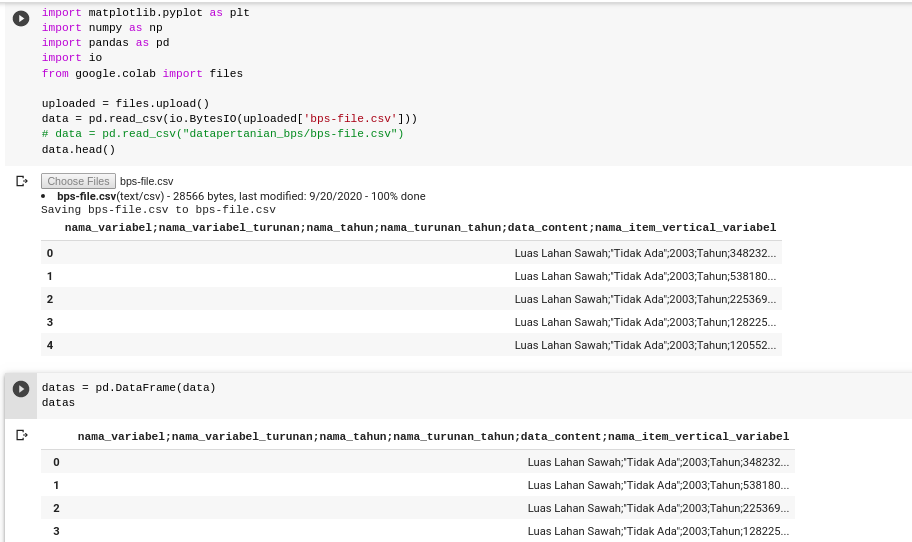 import matplotlib.pyplot as plt
import numpy as np
import pandas as pd
import io
from google.colab import files
uploaded = files.upload()
data = pd.read_csv(io.BytesIO(uploaded['bps-file.csv']))
# data = pd.read_csv("datapertanian_bps/bps-file.csv")
data.head()
Choose Files bps-file.csv
• bps-file.csv(text/csv) - 28566 bytes, last modified: 9/20/2020 - 100% done
Saving bps-file.csv to bps-file.csv
nama_variabel;nama_variabel_turunan;nama_tahun;nama_turunan_tahun;data_content;nama_item_vertical_variabel
0 Luas Lahan Sawah;"Tidak Ada";2003;Tahun;348232...
1 Luas Lahan Sawah;"Tidak Ada";2003;Tahun;538180...
2 Luas Lahan Sawah;"Tidak Ada";2003;Tahun;225369...
3 Luas Lahan Sawah;"Tidak Ada";2003;Tahun;128225...
4 Luas Lahan Sawah;"Tidak Ada";2003;Tahun;120552...
datas = pd.DataFrame(data)
datas
nama_variabel;nama_variabel_turunan;nama_tahun;nama_turunan_tahun;data_content;nama_item_vertical_variabel
0 Luas Lahan Sawah;"Tidak Ada";2003;Tahun;348232...
1 Luas Lahan Sawah;"Tidak Ada";2003;Tahun;538180...
2 Luas Lahan Sawah;"Tidak Ada";2003;Tahun;225369...
3 Luas Lahan Sawah;"Tidak Ada";2003;Tahun;128225...